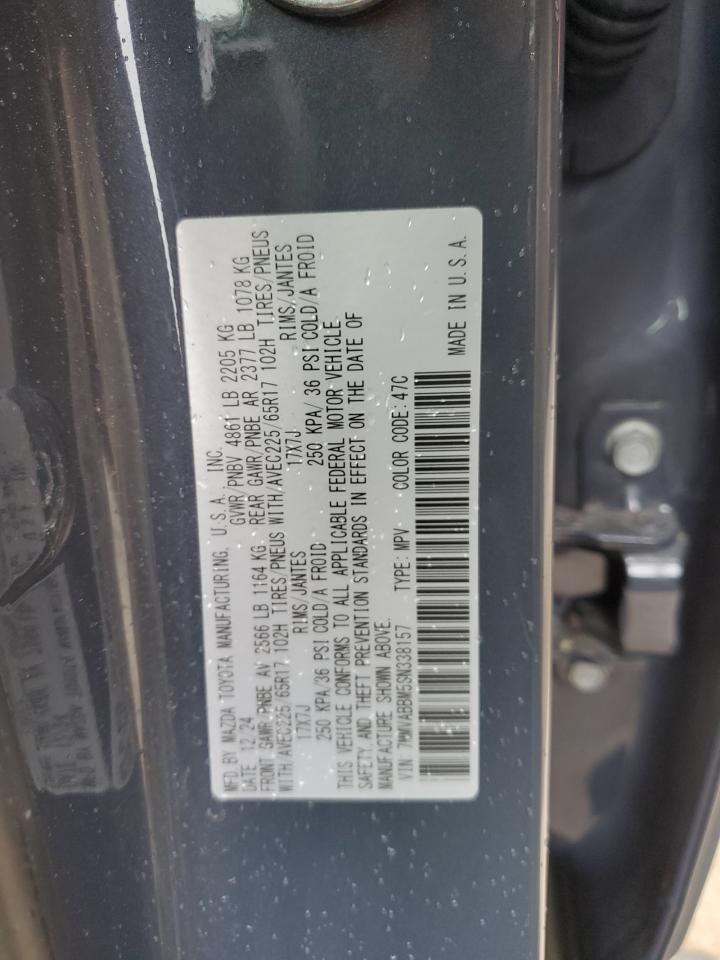 MFD. BY MAZDA TOYOTA MANUFACTURING, U.S.A., INC.
DATE 12.24 GVWR/PNBV 4861 LB 2205 KG
FRONT GAWR/PNBE AV 2566 LB 1164 KG REAR GAWR/PNBE AR 2377 LB 1078 KG
WITH/AVEC225/65R17 102H TIRES/PNEUS WITH/AVEC225/65R17 102H TIRES/PNEUS
17X7J RIMS/JANTES 17X7J RIMS/JANTES
250 KPA/36 PSI COLD/A FROID 250 KPA/ 36 PSI COLD/A FROID
THIS VEHICLE CONFORMS TO ALL APPLICABLE FEDERAL MOTOR VEHICLE
SAFETY AND THEFT PREVENTION STANDARDS IN EFFECT ON THE DATE OF
MANUFACTURE SHOWN ABOVE.
VIN 7MMVABBM5SN338157 TYPE: MPV COLOR CODE: 47C
MADE IN U.S.A.